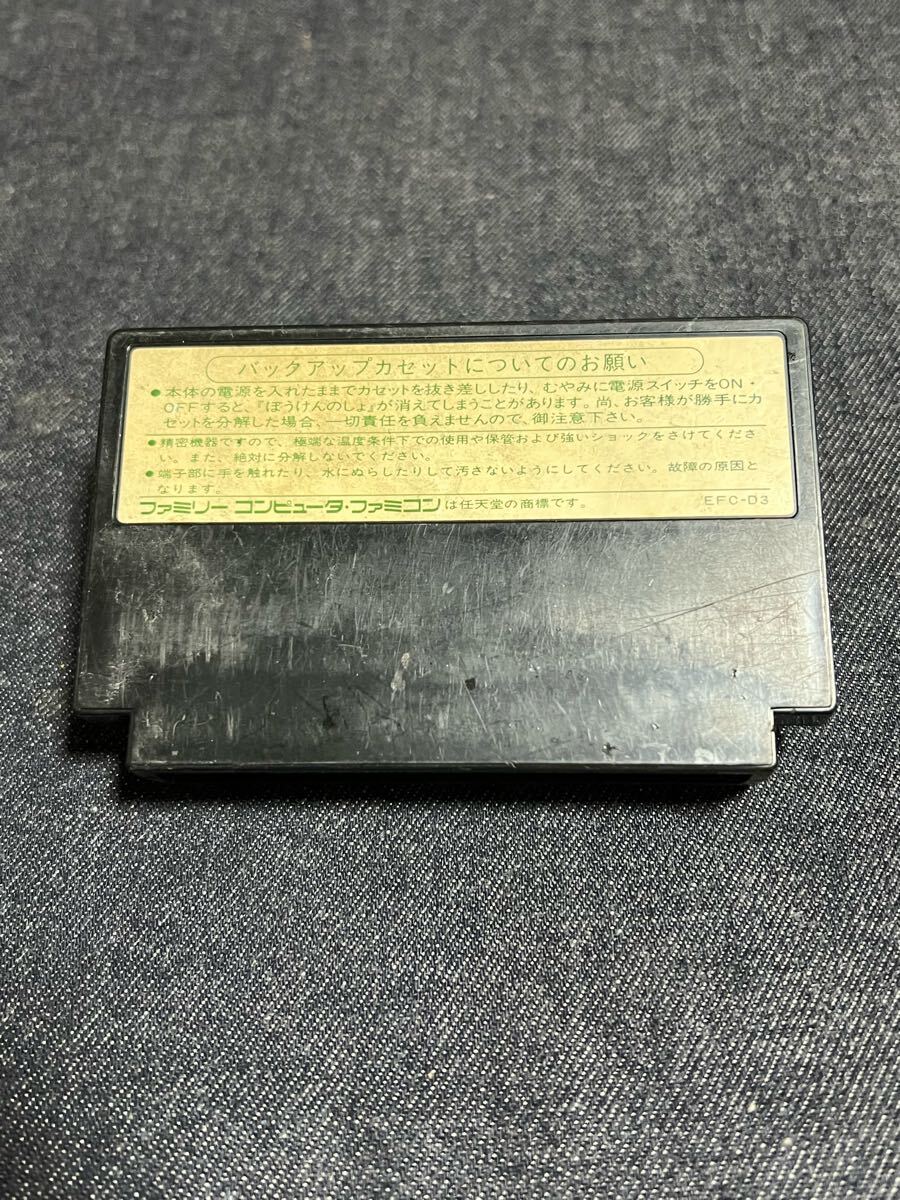 バックアップカセットについてのお願い
●本体の電源を入れたままでカセットを抜き差ししたり、むやみに電源スイッチをON・
OFFすると、『ぼうけんのしょ』が消えてしまうことがあります。尚、お客様が勝手にカ
セットを分解した場合、一切責任を負えませんので、御注意下さい。
●精密機器ですので、極端な温度条件下での使用や保管および強いショックをさけてくださ
い。また、絶対に分解しないでください。
●端子部に手を触れたり、水にぬらしたりして汚さないようにしてください。故障の原因と
なります。
ファミリー コンピュータ・ファミコンは任天堂の商標です。 EFC-D3